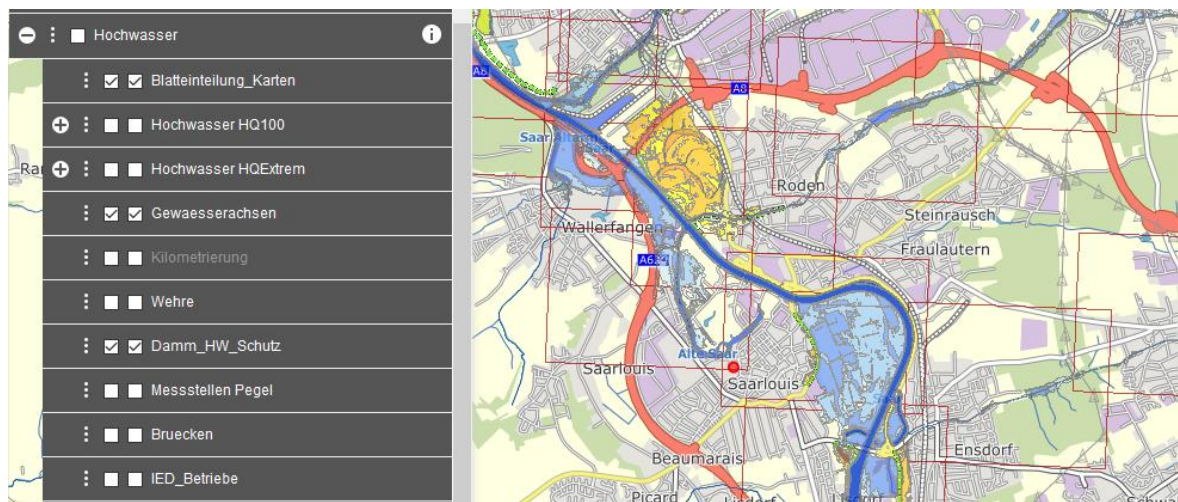 Hochwasser
Blatteinteilung_Karten
Hochwasser HQ100
Hochwasser HQExtrem
Gewaesserachsen
Kilometrierung
Wehre
Damm_HW_Schutz
Messstellen Pegel
Bruecken
IED_Betriebe
A8
A8
Roden
Steinrausch
Wallerfangen
Fraulautern
Alte Saar
Saarlouis
Saarlouis
Beaumarais
Ensdorf
Picard